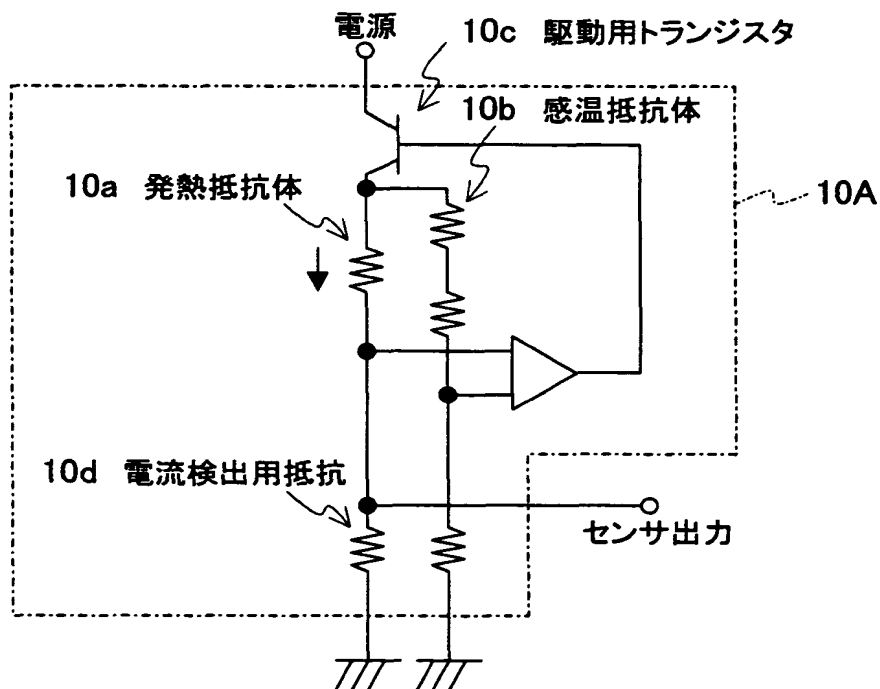 電源
10c 駆動用トランジスタ
10b 感温抵抗体
10a 発熱抵抗体
10A
10d 電流検出用抵抗
センサ出力